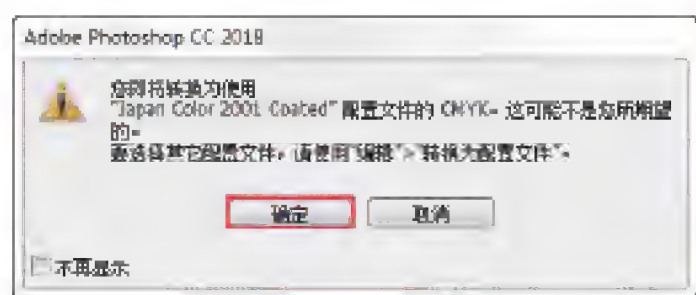 Adobe Photoshop CC 2018
您即将转换为使用
"Japan Color 2001 Coated" 配置文件的 CMYK。这可能不是您所期望
的。
要选择其它配置文件，请使用"编辑">"转换为配置文件"。
确定 取消
不再显示